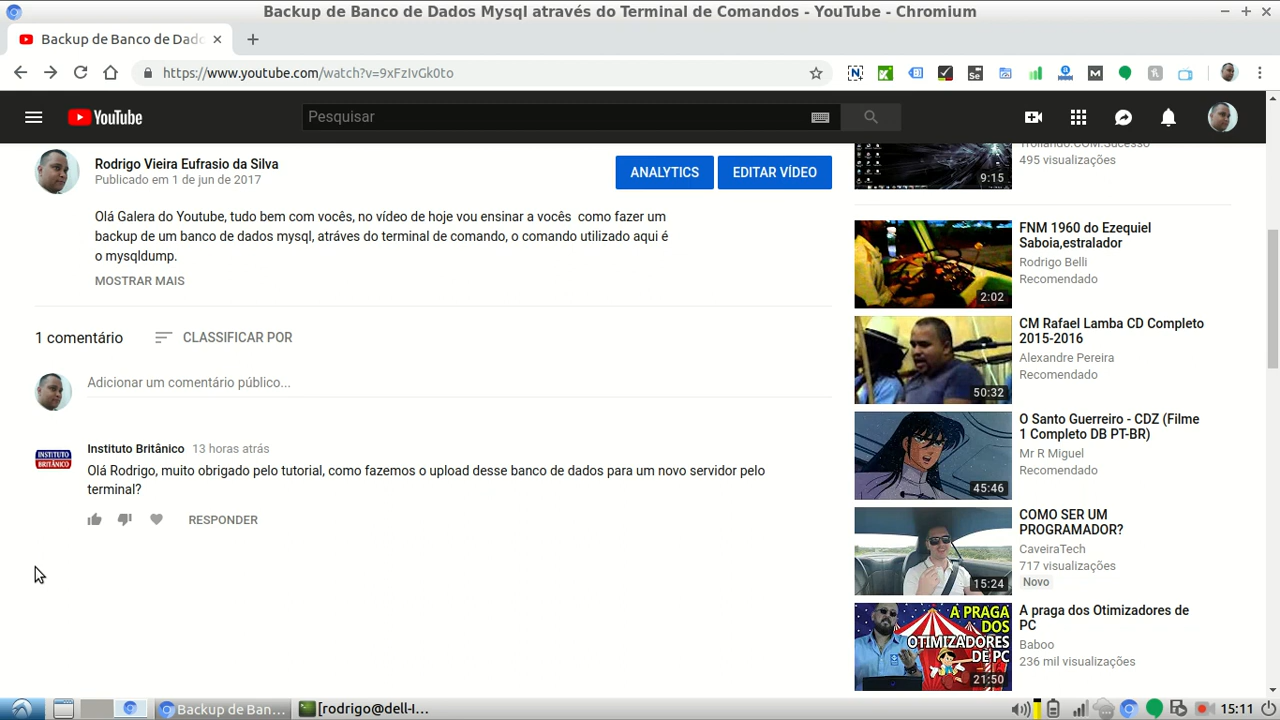 Backup de Banco de Dados Mysql através do Terminal de Comandos - YouTube - Chromium
Backup de Banco de Dado
https://www.youtube.com/watch?v=9xFzIvGk0to
YouTube
Pesquisar
Rodrigo Vieira Eufrasio da Silva
Publicado em 1 de jun de 2017
ANALYTICS
EDITAR VÍDEO
Olá Galera do Youtube, tudo bem com vocês, no vídeo de hoje vou ensinar a vocês como fazer um
backup de um banco de dados mysql, atráves do terminal de comando, o comando utilizado aqui é
o mysqldump.
MOSTRAR MAIS
1 comentário
CLASSIFICAR POR
Adicionar um comentário público...
INSTITUTO
BRITÂNICO
Instituto Britânico 13 horas atrás
Olá Rodrigo, muito obrigado pelo tutorial, como fazemos o upload desse banco de dados para um novo servidor pelo
terminal?
RESPONDER
495 visualizações
9:15
FNM 1960 do Ezequiel
Saboia,estralador
Rodrigo Belli
Recomendado
2:02
CM Rafael Lamba CD Completo
2015-2016
Alexandre Pereira
Recomendado
50:32
O Santo Guerreiro - CDZ (Filme
1 Completo DB PT-BR)
Mr R Miguel
Recomendado
45:46
COMO SER UM
PROGRAMADOR?
CaveiraTech
717 visualizações
Novo
15:24
A praga dos Otimizadores de
PC
Baboo
236 mil visualizações
A PRAGA
DOS
OTIMIZADORES
DE PC
21:50
Backup de Ban...
[rodrigo@dell-I...
15:11